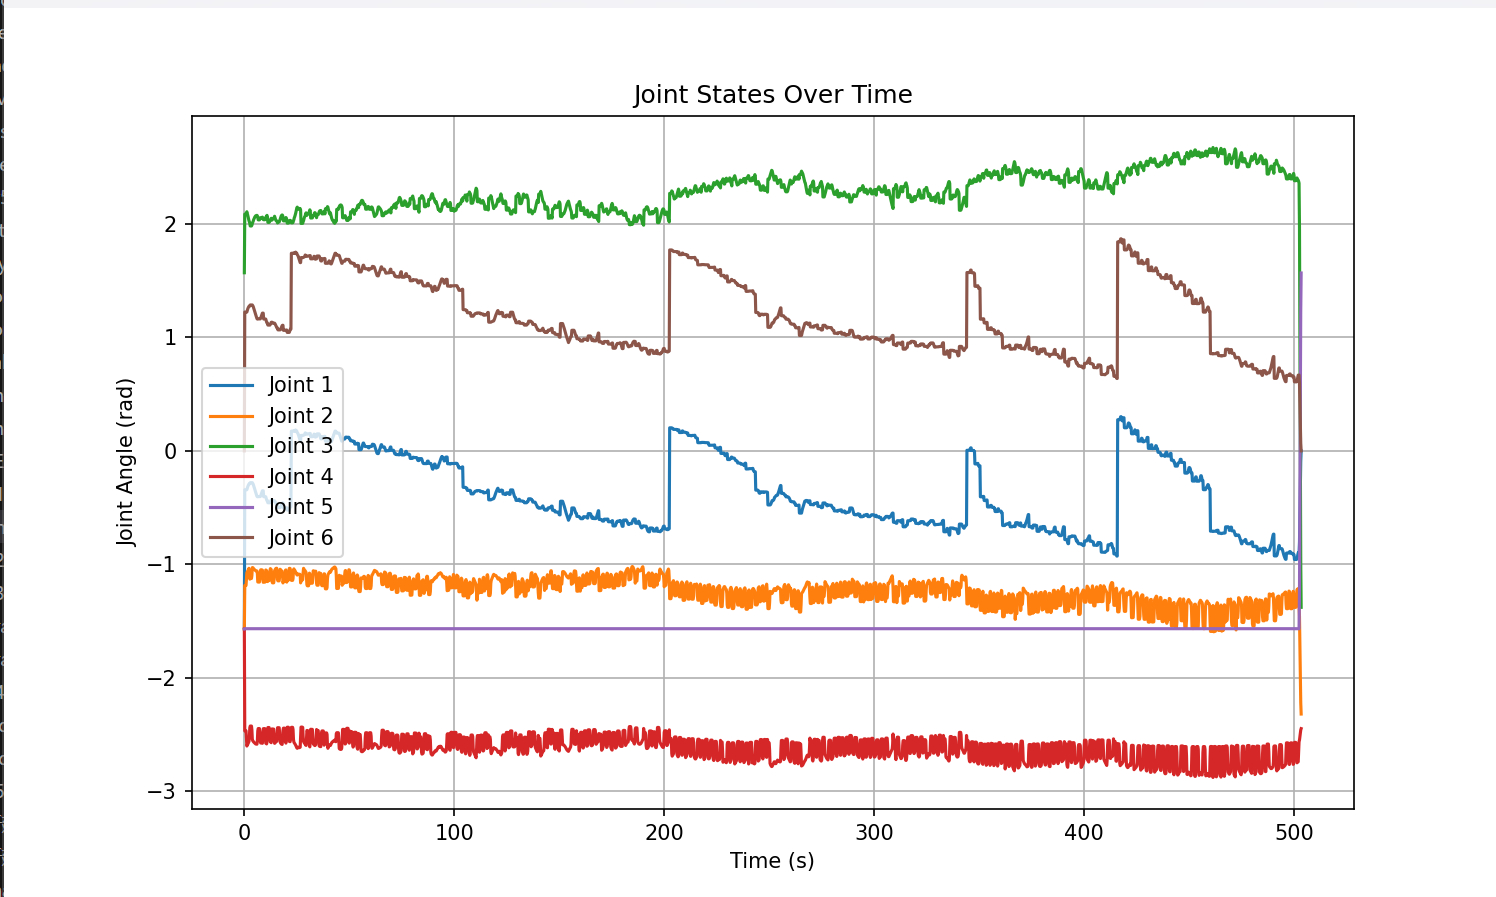 Joint States Over Time
Joint Angle (rad)
2
1
0
−1
−2
−3
Joint 1
Joint 2
Joint 3
Joint 4
Joint 5
Joint 6
0 100 200 300 400 500
Time (s)